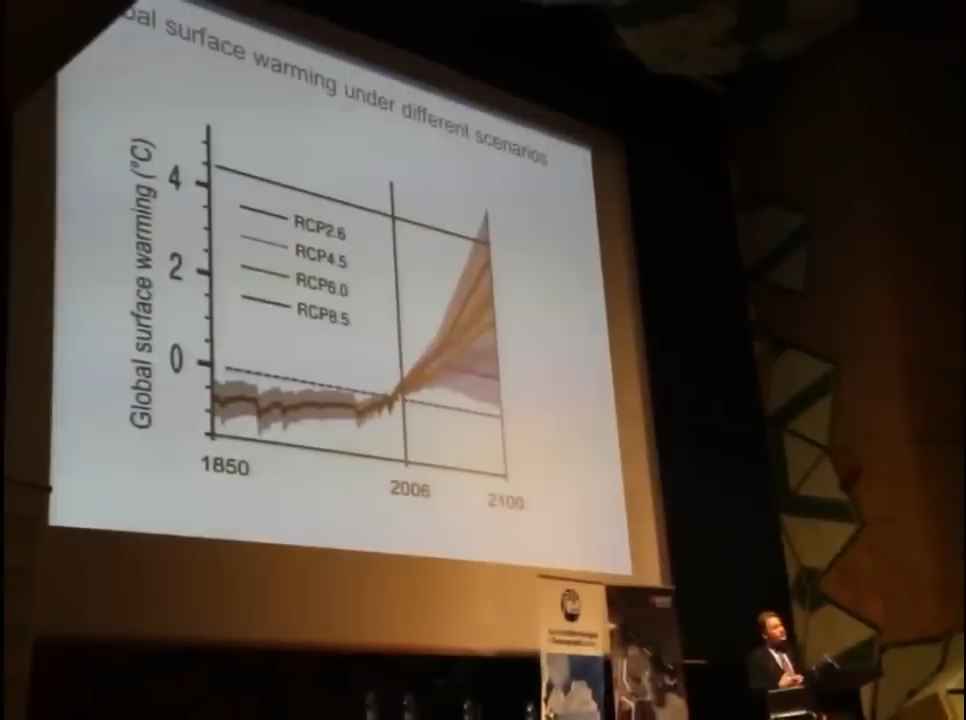 bal surface warming under different scenarios
Global surface warming (°C)
4
2
0
RCP2.6
RCP4.5
RCP6.0
RCP8.5
1850
2006
2100